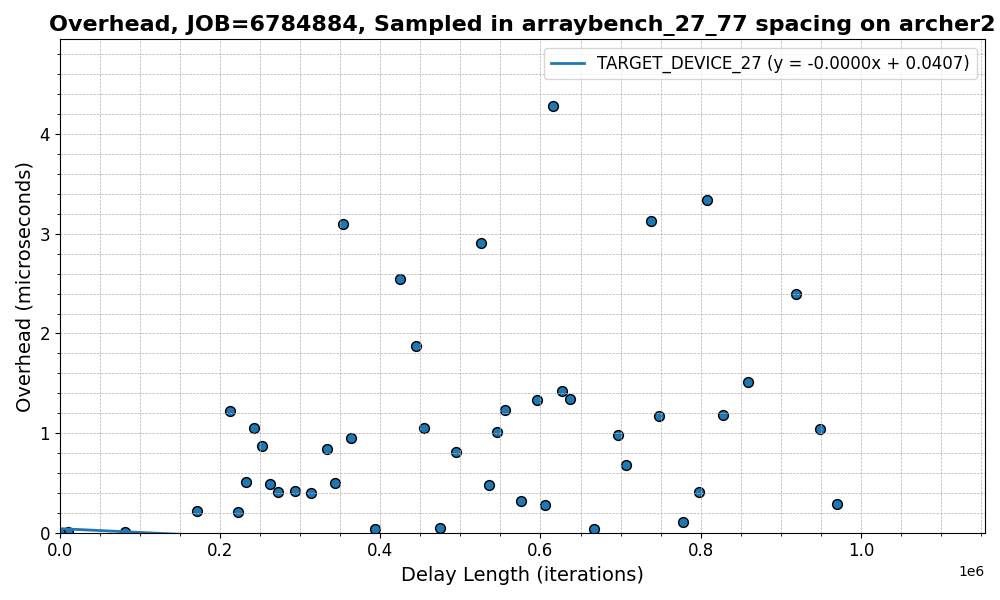 Overhead, JOB=6784884, Sampled in arraybench_27_77 spacing on archer2
TARGET_DEVICE_27 (y = -0.0000x + 0.0407)
Overhead (microseconds)
4
3
2
1
0
0.0 0.2 0.4 0.6 0.8 1.0
1e6
Delay Length (iterations)